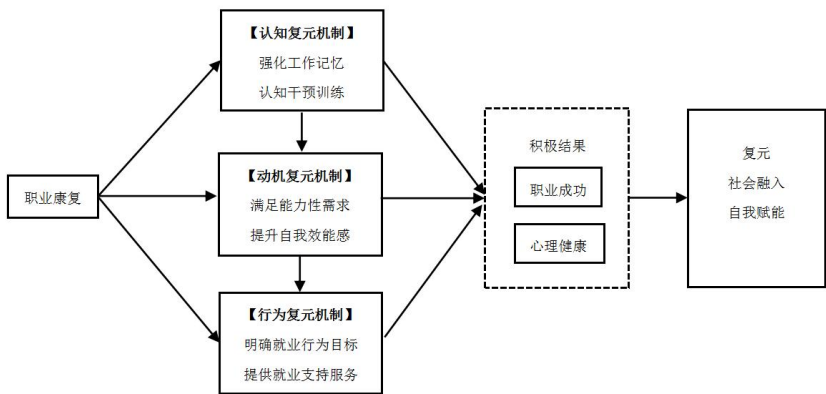 职业康复
【认知复元机制】
强化工作记忆
认知干预训练
【动机复元机制】
满足能力性需求
提升自我效能感
【行为复元机制】
明确就业行为目标
提供就业支持服务
积极结果
职业成功
心理健康
复元
社会融入
自我赋能